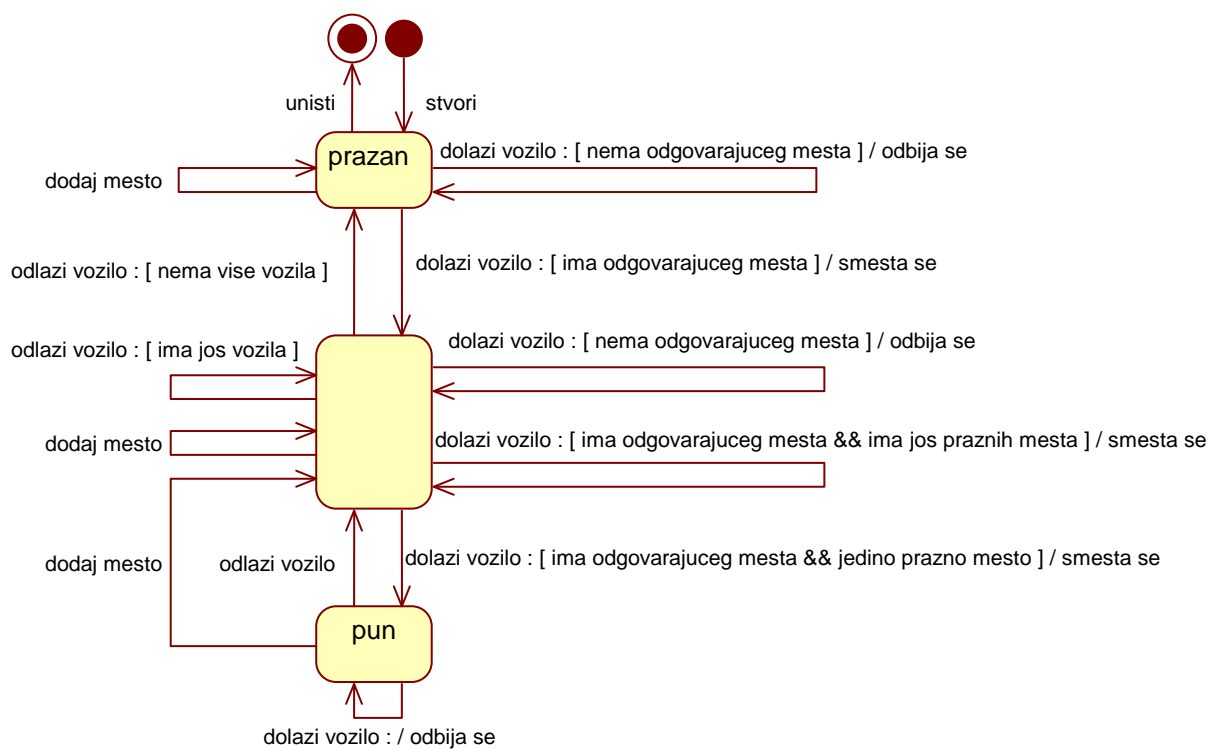 unisti
stvori
prazan
dolazi vozilo : [ nema odgovarajuceg mesta ] / odbija se
dodaj mesto
odlazi vozilo : [ nema vise vozila ]
dolazi vozilo : [ ima odgovarajuceg mesta ] / smesta se
odlazi vozilo : [ ima jos vozila ]
dolazi vozilo : [ nema odgovarajuceg mesta ] / odbija se
dodaj mesto
dolazi vozilo : [ ima odgovarajuceg mesta && ima jos praznih mesta ] / smesta se
dodaj mesto
odlazi vozilo
dolazi vozilo : [ ima odgovarajuceg mesta && jedino prazno mesto ] / smesta se
pun
dolazi vozilo : / odbija se